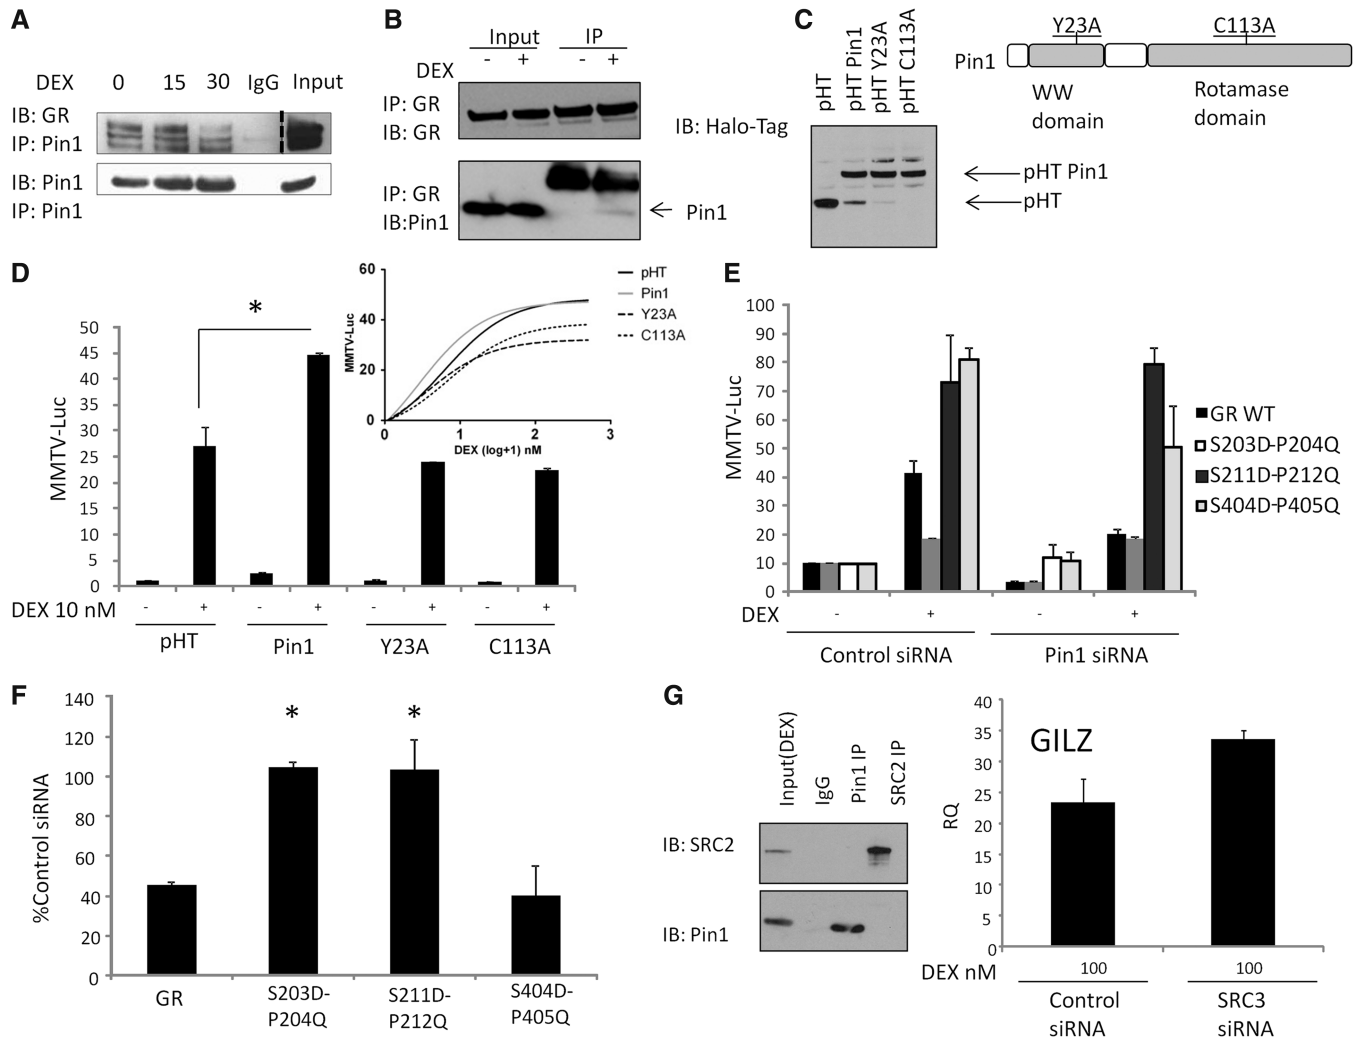 A
DEX 0 15 30 IgG Input
IB: GR
IP: Pin1
IB: Pin1
IP: Pin1
B
Input IP
DEX - + - +
IP: GR
IB: GR
IP: GR
IB:Pin1
Pin1
C
pHT
pHT Pin1
pHT Y23A
pHT C113A
IB: Halo-Tag
pHT Pin1
pHT
Pin1
Y23A C113A
WW
domain
Rotamase
domain
D
MMTV-Luc
50
45
40
35
30
25
20
15
10
5
0
*
DEX 10 nM - + - + - + - +
pHT Pin1 Y23A C113A
MMTV-Luc
60
40
20
0
0 1 2 3
DEX (log+1) nM
pHT
Pin1
Y23A
C113A
E
MMTV-Luc
100
90
80
70
60
50
40
30
20
10
0
DEX - + - +
Control siRNA Pin1 siRNA
GR WT
S203D-P204Q
S211D-P212Q
S404D-P405Q
F
%Control siRNA
140
120
100
80
60
40
20
0
* *
GR
S203D-
P204Q
S211D-
P212Q
S404D-
P405Q
G
Input(DEX)
IgG
Pin1 IP
SRC2 IP
IB: SRC2
IB: Pin1
GILZ
RQ
40
35
30
25
20
15
10
5
0
DEX nM 100 100
Control
siRNA
SRC3
siRNA